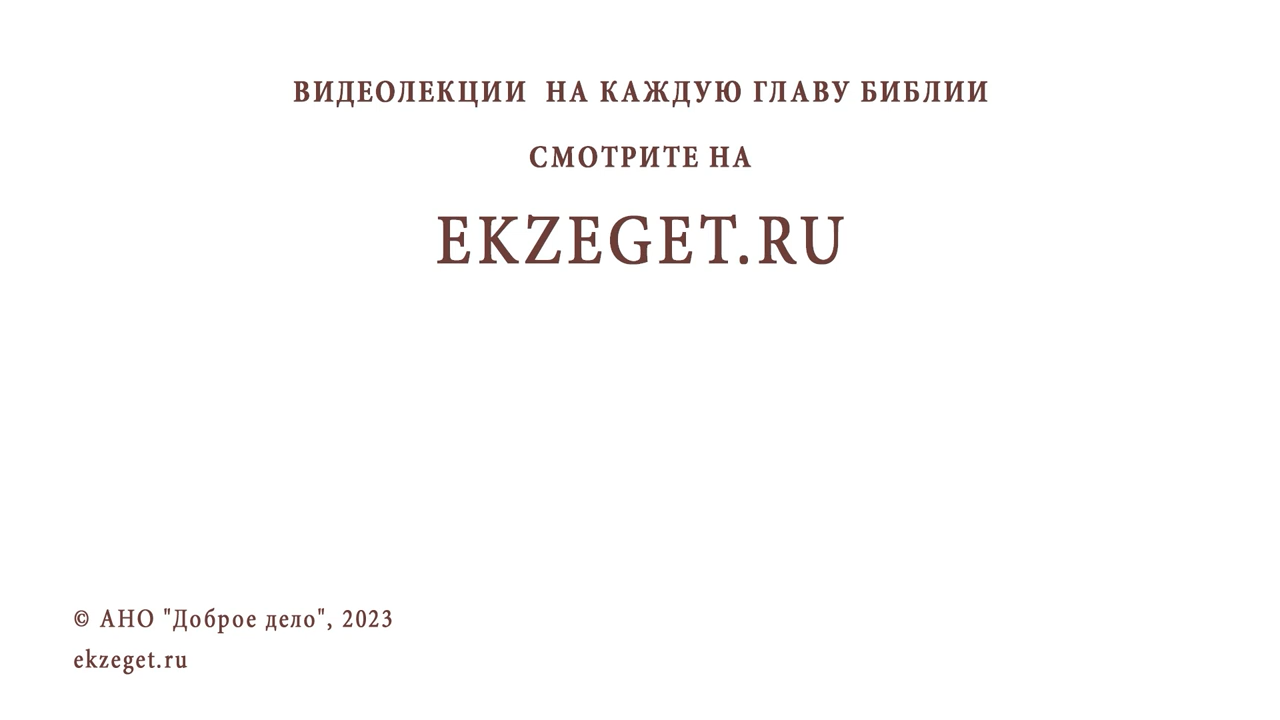 ВИДЕОЛЕКЦИИ НА КАЖДУЮ ГЛАВУ БИБЛИИ
СМОТРИТЕ НА
EKZEGET.RU
© АНО "Доброе дело", 2023
ekzeget.ru